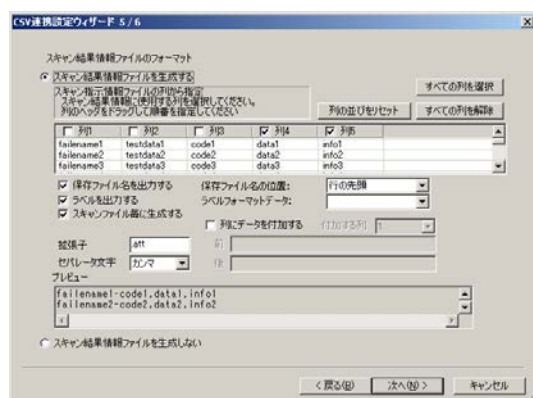 CSV連携設定ウィザード 5/6
スキャン結果情報ファイルのフォーマット
スキャン結果情報ファイルを生成する
スキャン指示情報ファイルの列から指定
スキャン結果情報に使用する列を選択してください。
列のヘッダをドラッグして順番を指定してください
すべての列を選択
列の並びをリセット すべての列を解除
列1 列2 列3 列4 列5
failename1 testdata1 code1 data1 info1
failename2 testdata2 code2 data2 info2
failename3 testdata3 code3 data3 info3
保存ファイル名を出力する 保存ファイル名の位置: 行の先頭
ラベルを出力する ラベルフォーマットデータ:
スキャンファイル毎に生成する
列にデータを付加する 付加する列 1
拡張子 .att 前
セパレータ文字 カンマ 後
プレビュー
failename1-code1,data1,info1
failename2-code2,data2,info2
スキャン結果情報ファイルを生成しない
< 戻る(B) 次へ(N) > キャンセル